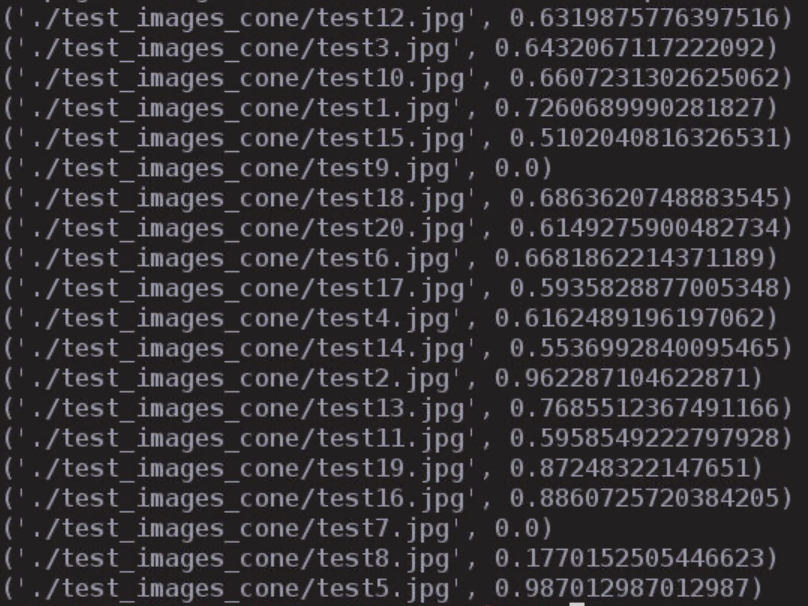 ('./test_images_cone/test12.jpg', 0.6319875776397516)
('./test_images_cone/test3.jpg', 0.6432067117222092)
('./test_images_cone/test10.jpg', 0.6607231302625062)
('./test_images_cone/test1.jpg', 0.7260689990281827)
('./test_images_cone/test15.jpg', 0.5102040816326531)
('./test_images_cone/test9.jpg', 0.0)
('./test_images_cone/test18.jpg', 0.6863620748883545)
('./test_images_cone/test20.jpg', 0.6149275900482734)
('./test_images_cone/test6.jpg', 0.6681862214371189)
('./test_images_cone/test17.jpg', 0.5935828877005348)
('./test_images_cone/test4.jpg', 0.6162489196197062)
('./test_images_cone/test14.jpg', 0.5536992840095465)
('./test_images_cone/test2.jpg', 0.962287104622871)
('./test_images_cone/test13.jpg', 0.7685512367491166)
('./test_images_cone/test11.jpg', 0.5958549222797928)
('./test_images_cone/test19.jpg', 0.87248322147651)
('./test_images_cone/test16.jpg', 0.8860725720384205)
('./test_images_cone/test7.jpg', 0.0)
('./test_images_cone/test8.jpg', 0.1770152505446623)
('./test_images_cone/test5.jpg', 0.987012987012987)